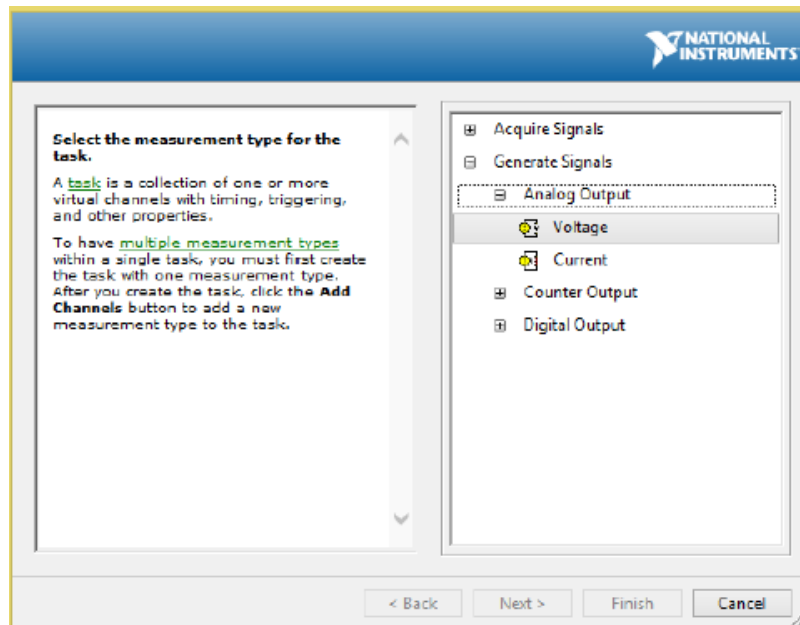 NATIONAL
INSTRUMENTS
Select the measurement type for the
task.
A task is a collection of one or more
virtual channels with timing, triggering,
and other properties.
To have multiple measurement types
within a single task, you must first create
the task with one measurement type.
After you create the task, click the Add
Channels button to add a new
measurement type to the task.
Acquire Signals
Generate Signals
Analog Output
Voltage
Current
Counter Output
Digital Output
< Back
Next >
Finish
Cancel